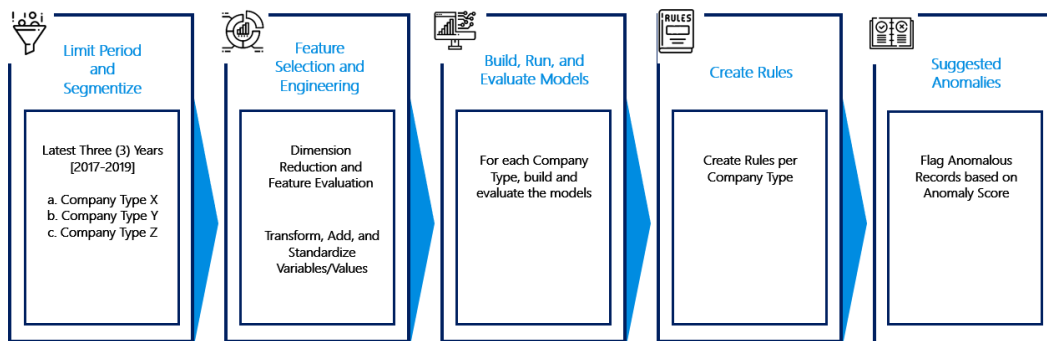 Limit Period
and
Segmentize
Latest Three (3) Years
[2017-2019]
a. Company Type X
b. Company Type Y
c. Company Type Z
Feature
Selection and
Engineering
Dimension
Reduction and
Feature Evaluation
Transform, Add, and
Standardize
Variables/Values
Build, Run, and
Evaluate Models
For each Company
Type, build and
evaluate the models
RULES
Create Rules
Create Rules per
Company Type
Suggested
Anomalies
Flag Anomalous
Records based on
Anomaly Score